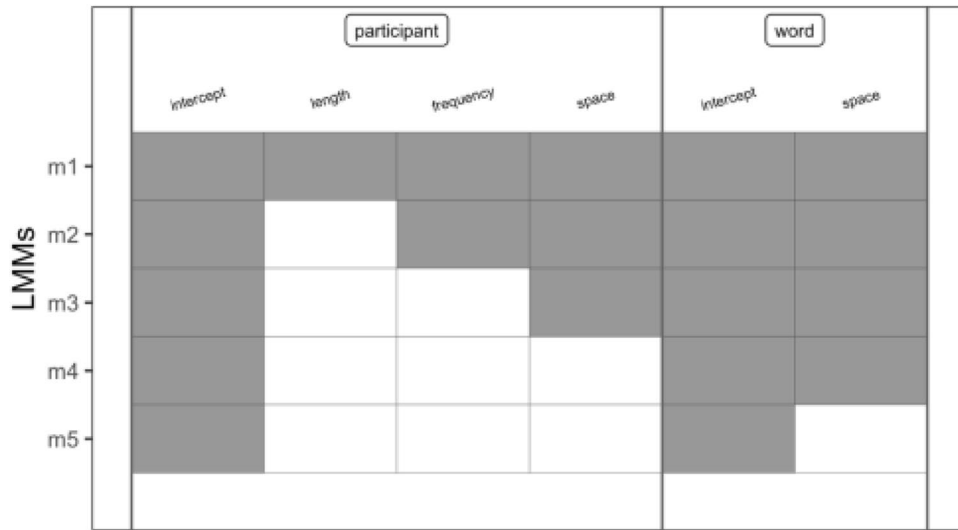 participant word
intercept length frequency space intercept space
LMMs
m1
m2
m3
m4
m5